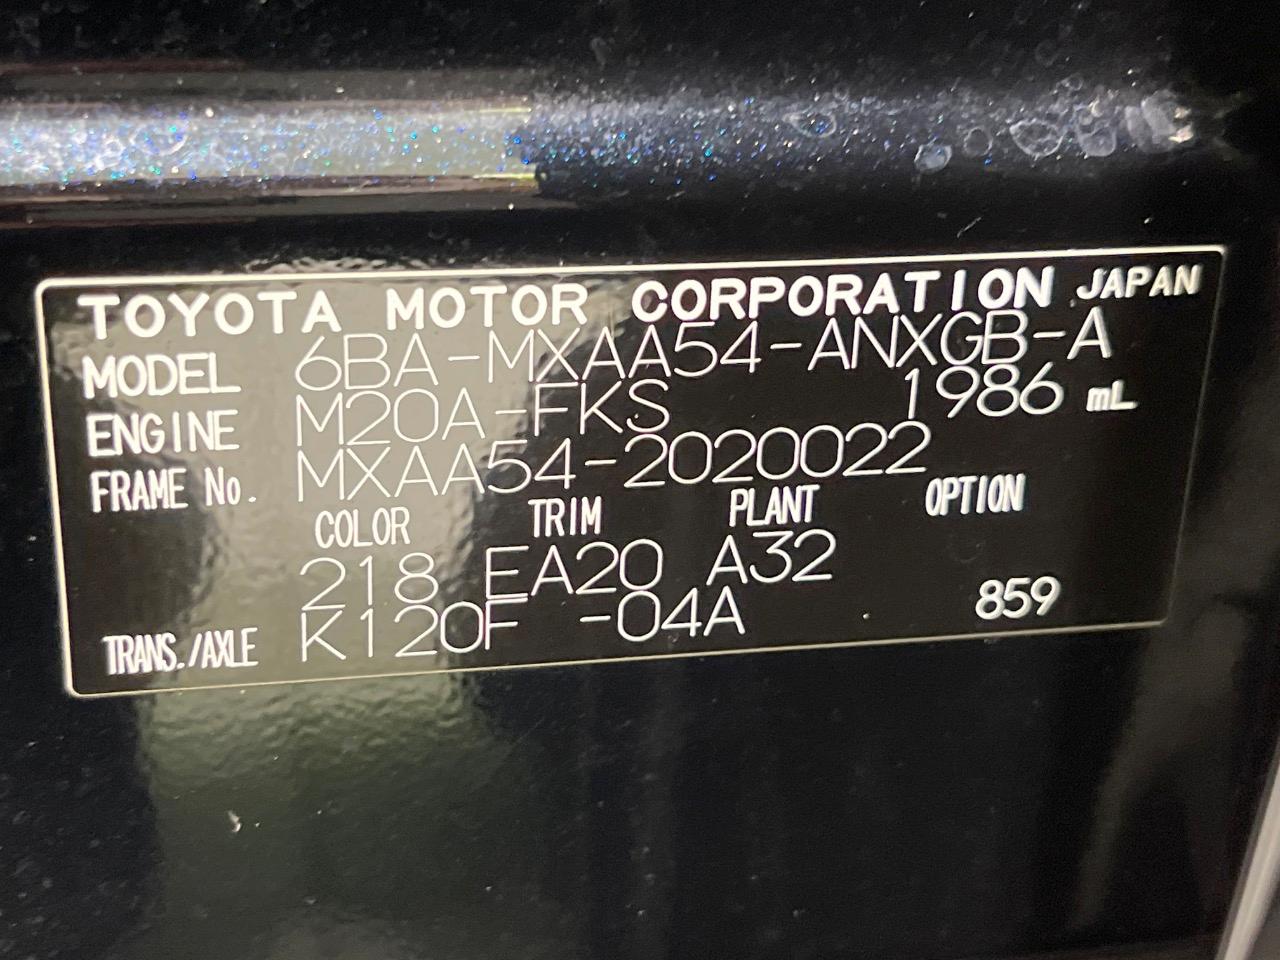 TOYOTA MOTOR CORPORATION JAPAN
MODEL 6BA-MXAA54-ANXGB-A
ENGINE M20A-FKS 1986 mL
FRAME No. MXAA54-2020022
COLOR TRIM PLANT OPTION
218 EA20 A32
TRANS./AXLE K120F -04A 859